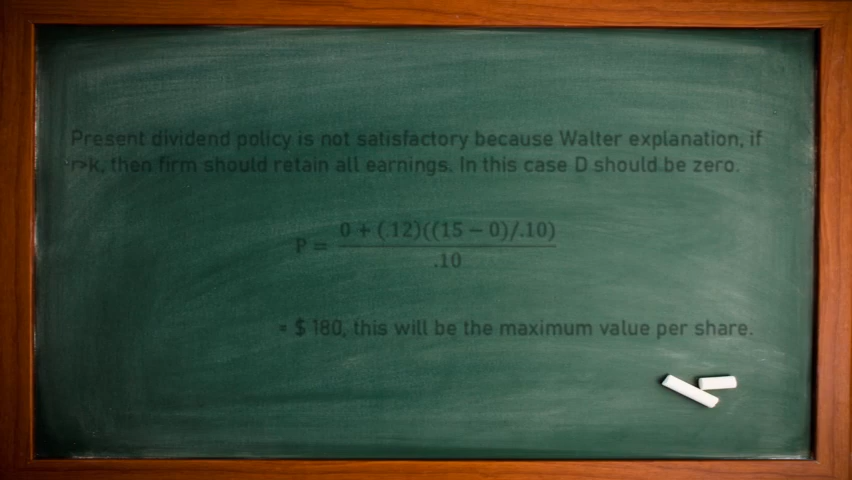 Present dividend policy is not satisfactory because Walter explanation, if
r>k, then firm should retain all earnings. In this case D should be zero.
P = 0 + (.12)((15 − 0)/.10)
.10
= $ 180, this will be the maximum value per share.